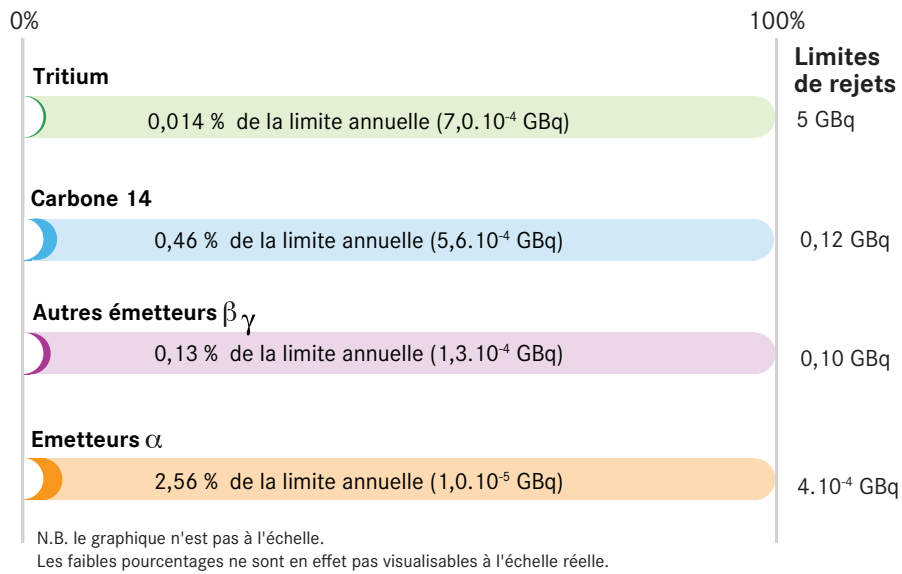 0%
100%
Limites
de rejets
Tritium
0,014 % de la limite annuelle (7,0.10⁻⁴ GBq)
5 GBq
Carbone 14
0,46 % de la limite annuelle (5,6.10⁻⁴ GBq)
0,12 GBq
Autres émetteurs βγ
0,13 % de la limite annuelle (1,3.10⁻⁴ GBq)
0,10 GBq
Emetteurs α
2,56 % de la limite annuelle (1,0.10⁻⁵ GBq)
4.10⁻⁴ GBq
N.B. le graphique n'est pas à l'échelle.
Les faibles pourcentages ne sont en effet pas visualisables à l'échelle réelle.